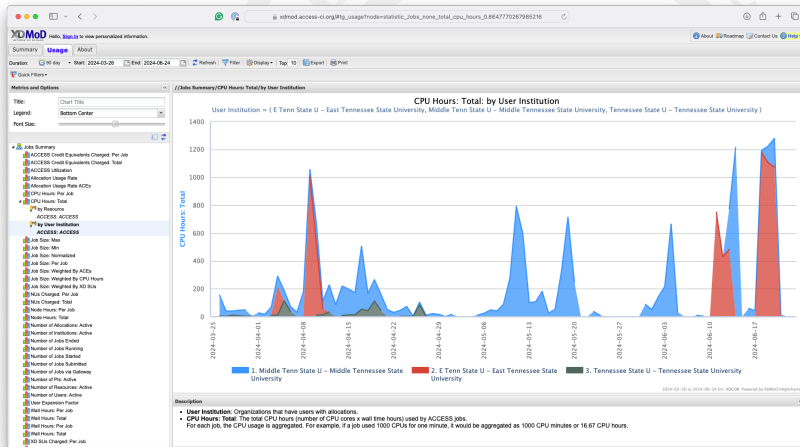 xdmod.access-ci.org/#tg_usage?node=statistic_Jobs_none_total_cpu_hours_0.8647770267985216
XDMoD Hello, Sign In to view personalized information.
About Roadmap Contact Us Help
Summary Usage About
Duration: 90 day Start: 2024-03-26 End: 2024-06-24 Refresh Filter Display Top: 10 Export Print
Quick Filters
Metrics and Options
//Jobs Summary/CPU Hours: Total/by User Institution
Title: Chart Title
Legend: Bottom Center
Font Size:
Jobs Summary
ACCESS Credit Equivalents Charged: Per Job
ACCESS Credit Equivalents Charged: Total
ACCESS Utilization
Allocation Usage Rate
Allocation Usage Rate ACEs
CPU Hours: Per Job
CPU Hours: Total
by Resource
ACCESS: ACCESS
by User Institution
ACCESS: ACCESS
Job Size: Max
Job Size: Min
Job Size: Normalized
Job Size: Per Job
Job Size: Weighted By ACEs
Job Size: Weighted By CPU Hours
Job Size: Weighted By XD SUs
NUs Charged: Per Job
NUs Charged: Total
Node Hours: Per Job
Node Hours: Total
Number of Allocations: Active
Number of Institutions: Active
Number of Jobs Ended
Number of Jobs Running
Number of Jobs Started
Number of Jobs Submitted
Number of Jobs via Gateway
Number of PIs: Active
Number of Resources: Active
Number of Users: Active
User Expansion Factor
Wait Hours: Per Job
Wait Hours: Total
Wall Hours: Per Job
Wall Hours: Total
XD SUs Charged: Per Job
CPU Hours: Total: by User Institution
User Institution = ( E Tenn State U - East Tennessee State University, Middle Tenn State U - Middle Tennessee State University, Tennessee State U - Tennessee State University )
CPU Hours: Total
1400
1200
1000
800
600
400
200
0
2024-03-25
2024-04-01
2024-04-08
2024-04-15
2024-04-22
2024-04-29
2024-05-06
2024-05-13
2024-05-20
2024-05-27
2024-06-03
2024-06-10
2024-06-17
1. Middle Tenn State U - Middle Tennessee State University
2. E Tenn State U - East Tennessee State University
3. Tennessee State U - Tennessee State University
2024-03-26 to 2024-06-24 Src: HPCDB. Powered by XDMoD/Highcharts
Description
User Institution: Organizations that have users with allocations.
CPU Hours: Total: The total CPU hours (number of CPU cores x wall time hours) used by ACCESS jobs.
For each job, the CPU usage is aggregated. For example, if a job used 1000 CPUs for one minute, it would be aggregated as 1000 CPU minutes or 16.67 CPU hours.